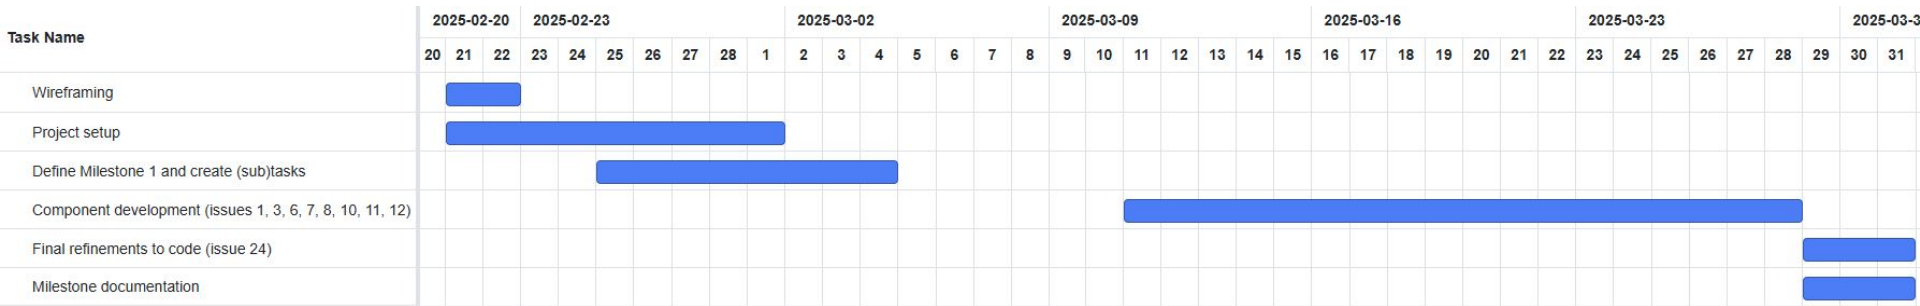 Task Name
2025-02-20 2025-02-23 2025-03-02 2025-03-09 2025-03-16 2025-03-23 2025-03-3
20 21 22 23 24 25 26 27 28 1 2 3 4 5 6 7 8 9 10 11 12 13 14 15 16 17 18 19 20 21 22 23 24 25 26 27 28 29 30 31
Wireframing
Project setup
Define Milestone 1 and create (sub)tasks
Component development (issues 1, 3, 6, 7, 8, 10, 11, 12)
Final refinements to code (issue 24)
Milestone documentation